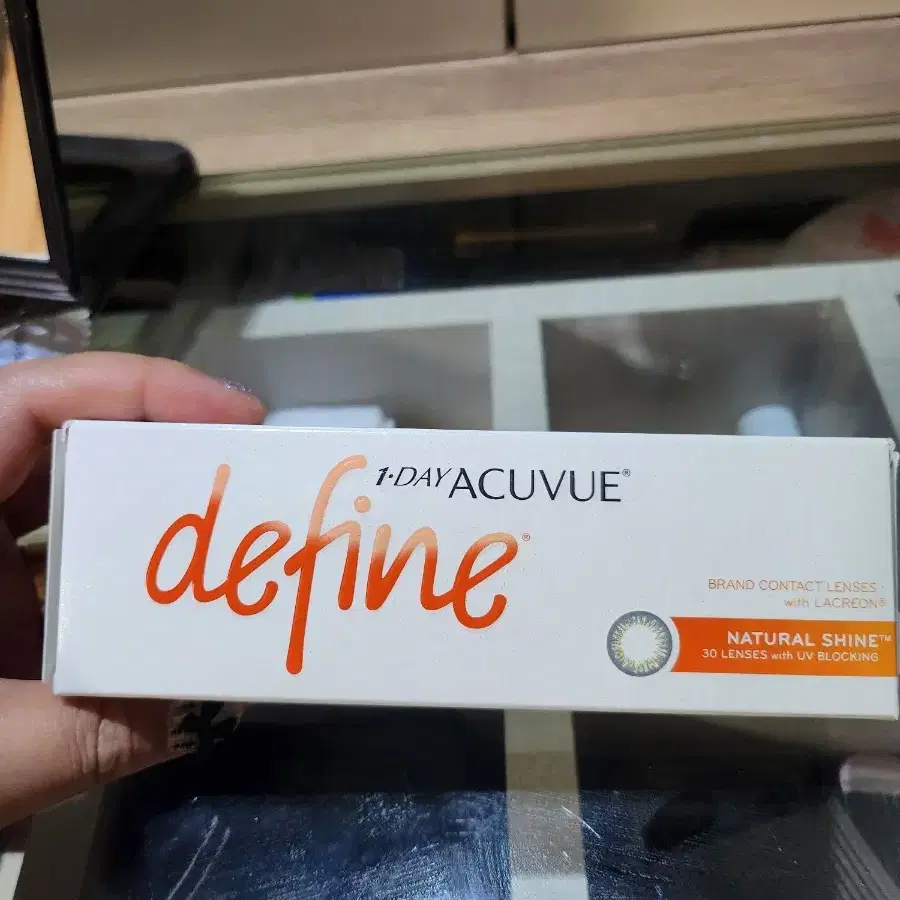 1·DAY ACUVUE®
define®
BRAND CONTACT LENSES
with LACREON®
NATURAL SHINE™
30 LENSES with UV BLOCKING